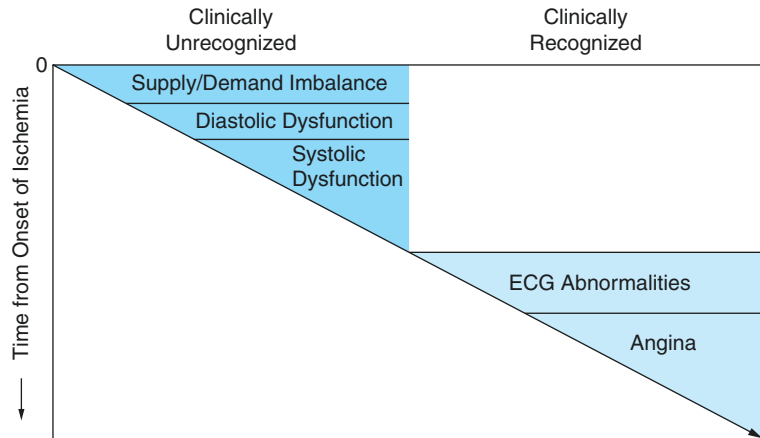 Clinically
Unrecognized
Clinically
Recognized
0
Supply/Demand Imbalance
Diastolic Dysfunction
Systolic
Dysfunction
ECG Abnormalities
Angina
Time from Onset of Ischemia